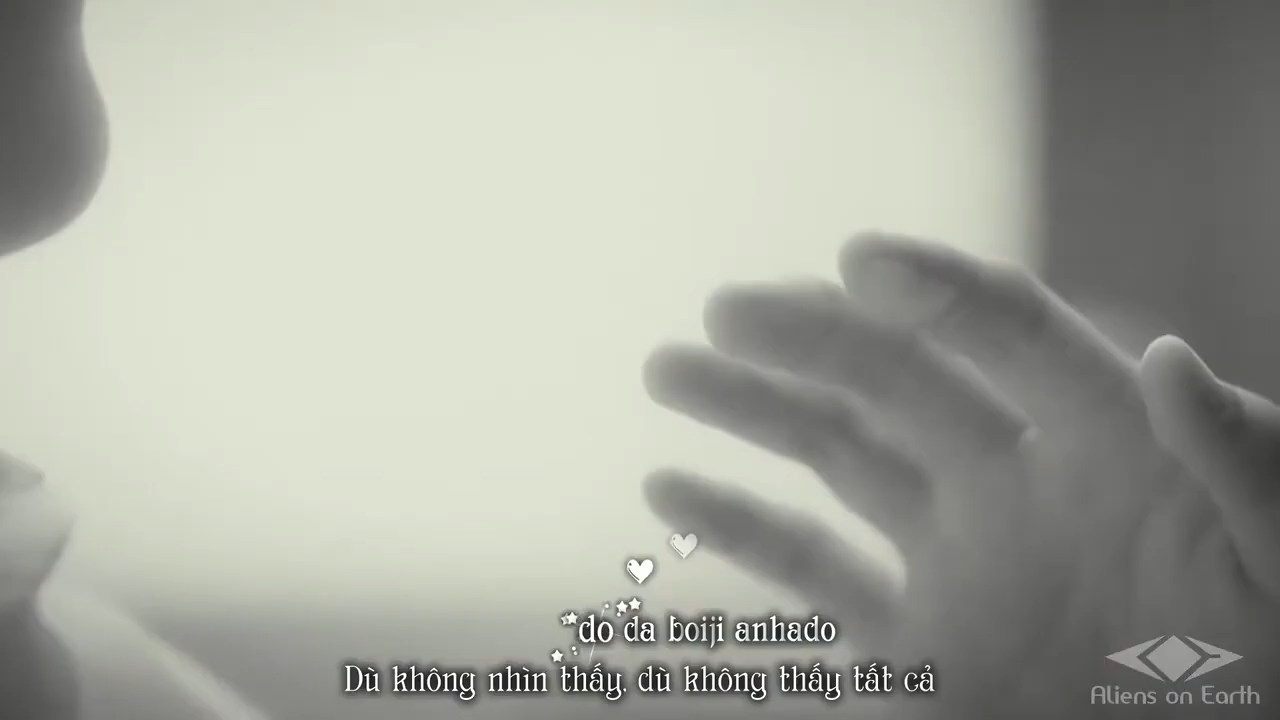 do da boiji anhado
Dù không nhìn thấy, dù không thấy tất cả
Aliens on Earth